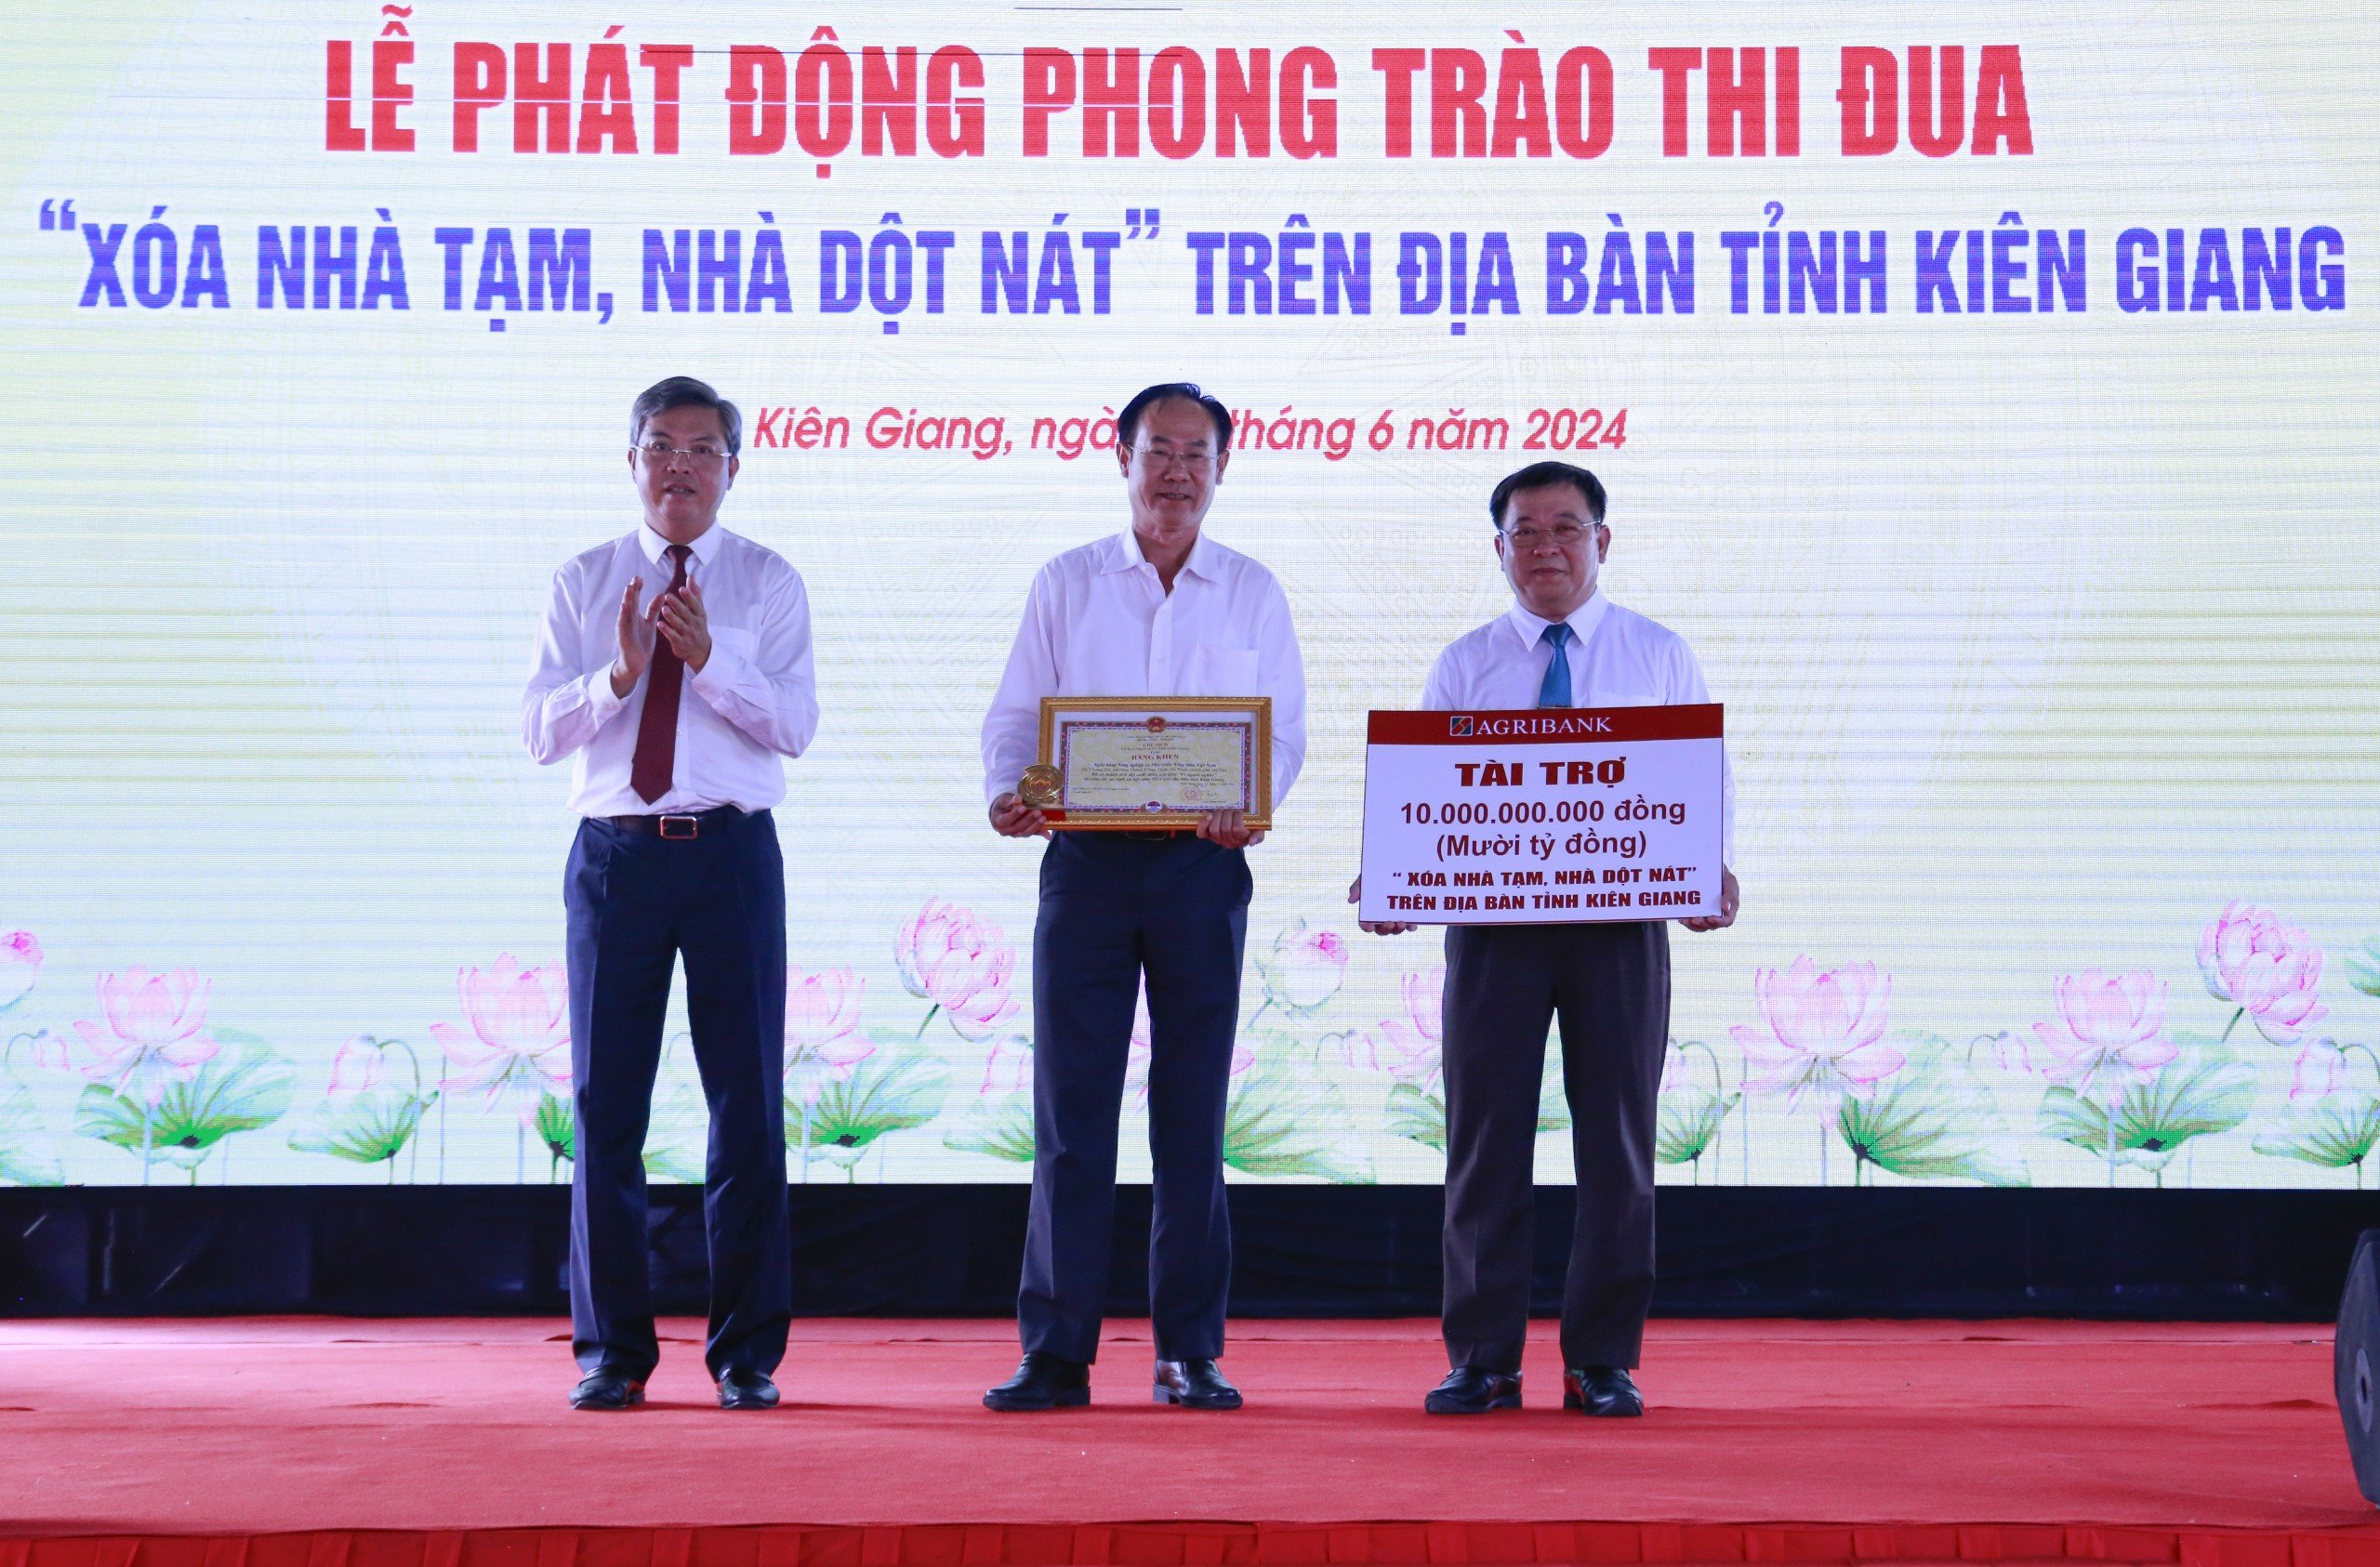 LỄ PHÁT ĐỘNG PHONG TRÀO THI ĐUA
“XÓA NHÀ TẠM, NHÀ DỘT NÁT” TRÊN ĐỊA BÀN TỈNH KIÊN GIANG
Kiên Giang, ngà tháng 6 năm 2024
BẰNG KHEN
AGRIBANK
TÀI TRỢ
10.000.000.000 đồng
(Mười tỷ đồng)
“ XÓA NHÀ TẠM, NHÀ DỘT NÁT”
TRÊN ĐỊA BÀN TỈNH KIÊN GIANG